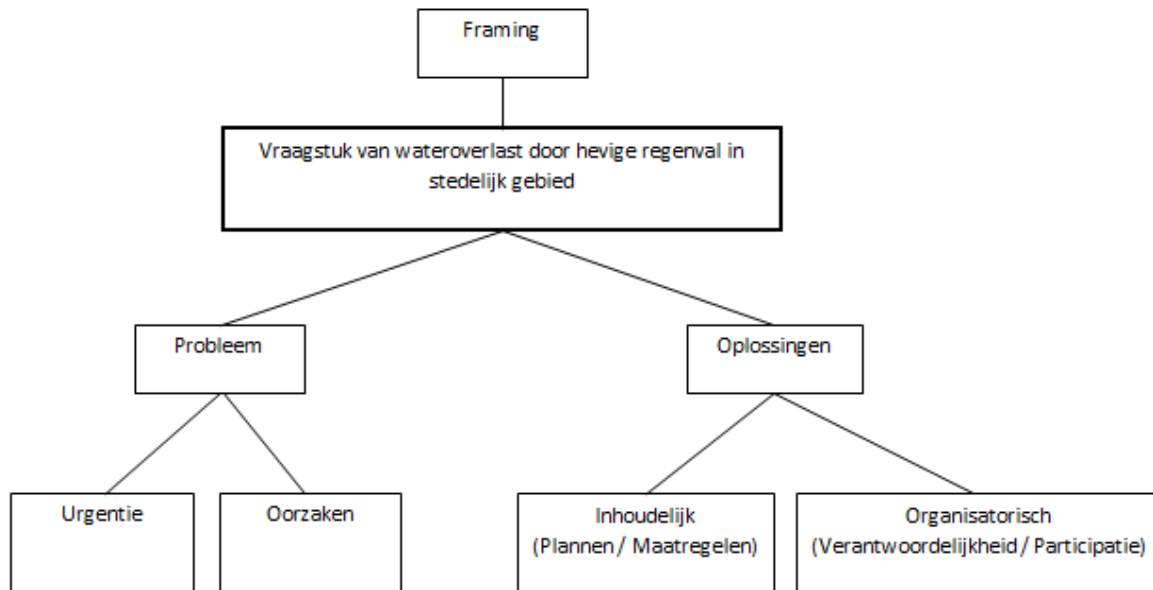 Framing
Vraagstuk van wateroverlast door hevige regenval in
stedelijk gebied
Probleem
Oplossingen
Urgentie
Oorzaken
Inhoudelijk
(Plannen / Maatregelen)
Organisatorisch
(Verantwoordelijkheid / Participatie)